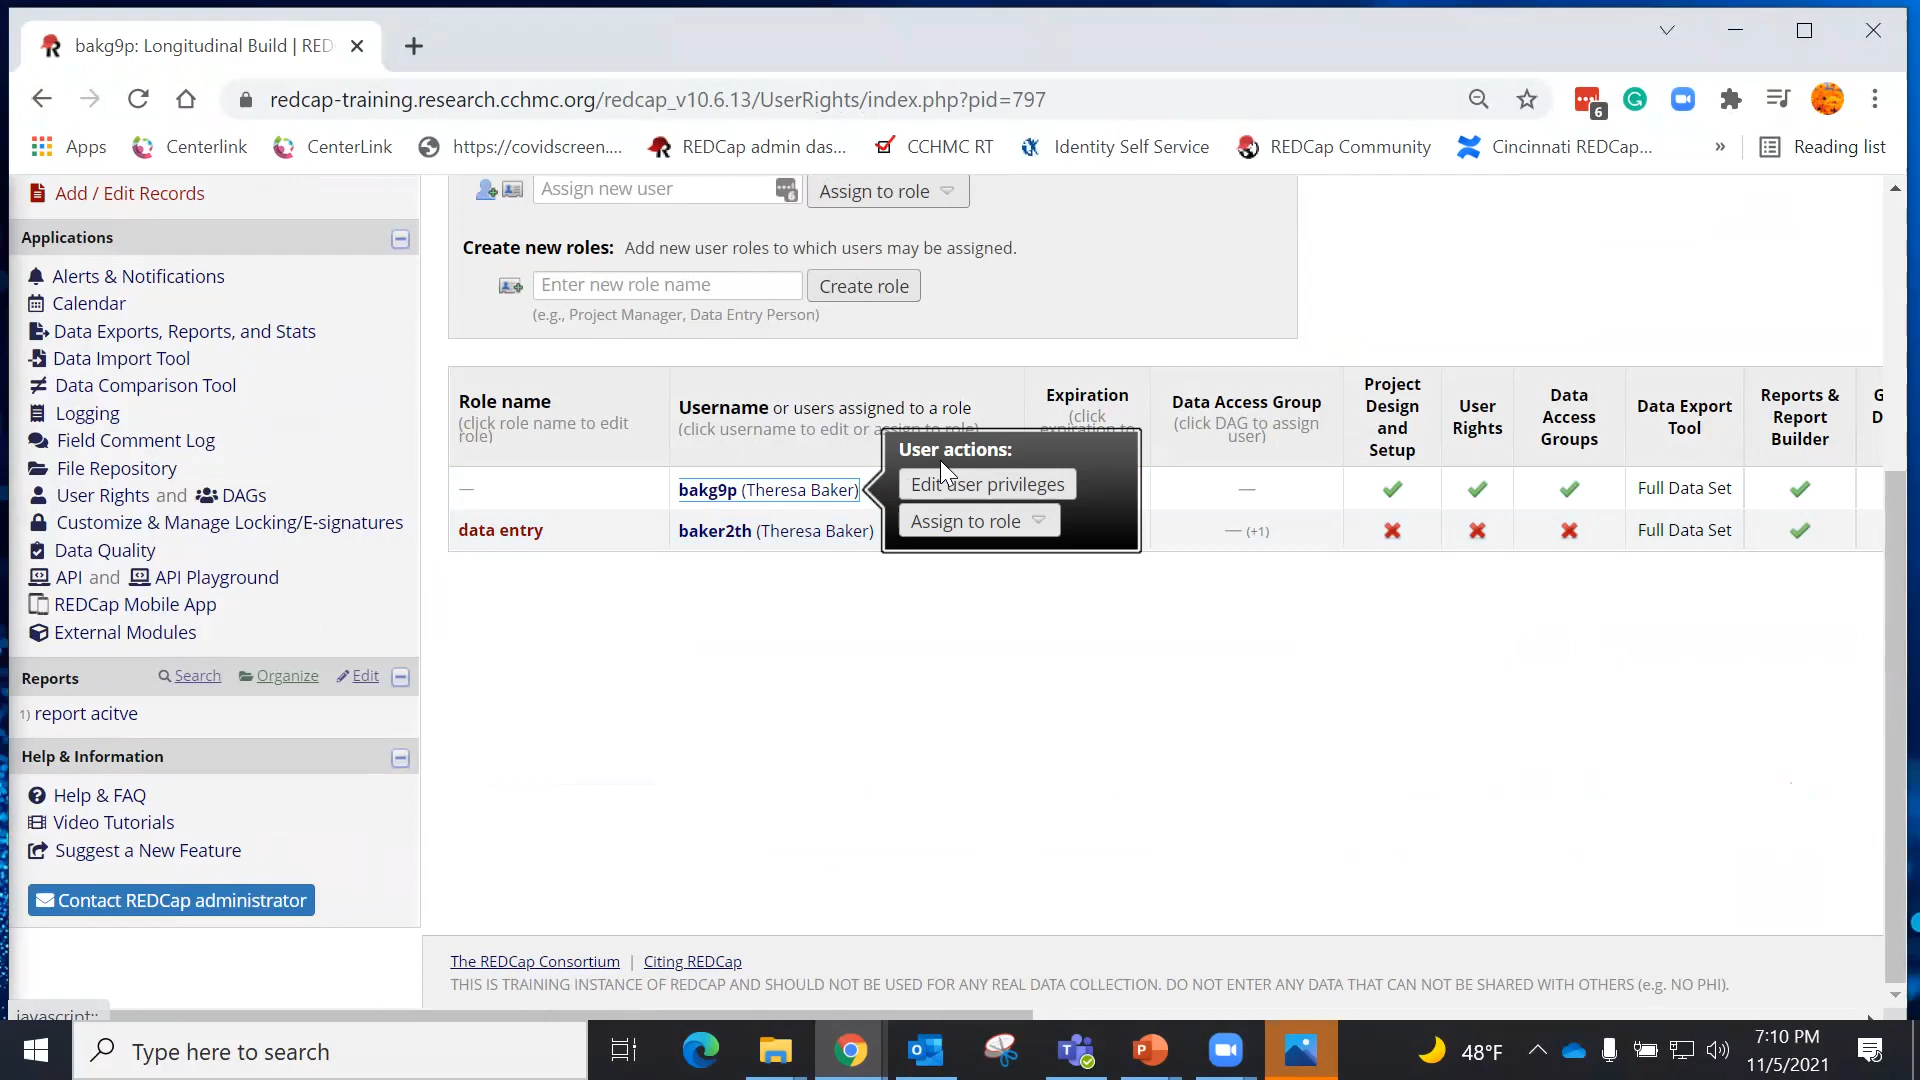 bakg9p: Longitudinal Build | RED
redcap-training.research.cchmc.org/redcap_v10.6.13/UserRights/index.php?pid=797
6
Apps
Centerlink
CenterLink
https://covidscreen....
REDCap admin das...
CCHMC RT
Identity Self Service
REDCap Community
Cincinnati REDCap...
»
Reading list
Add / Edit Records
Applications
Alerts & Notifications
Calendar
Data Exports, Reports, and Stats
Data Import Tool
Data Comparison Tool
Logging
Field Comment Log
File Repository
User Rights and DAGs
Customize & Manage Locking/E-signatures
Data Quality
API and API Playground
REDCap Mobile App
External Modules
Reports
Search
Organize
Edit
1) report acitve
Help & Information
Help & FAQ
Video Tutorials
Suggest a New Feature
Contact REDCap administrator
javascript:;
Assign new user
6
Assign to role
Create new roles: Add new user roles to which users may be assigned.
Enter new role name
Create role
(e.g., Project Manager, Data Entry Person)
Role name
(click role name to edit
role)
Username or users assigned to a role
(click username to edit or assign to role)
Expiration
(click
expiration to
Data Access Group
(click DAG to assign
user)
Project
Design
and
Setup
User
Rights
Data
Access
Groups
Data Export
Tool
Reports &
Report
Builder
G
D
—
bakg9p (Theresa Baker)
—
Full Data Set
data entry
baker2th (Theresa Baker)
— (+1)
Full Data Set
User actions:
Edit user privileges
Assign to role
The REDCap Consortium | Citing REDCap
THIS IS TRAINING INSTANCE OF REDCAP AND SHOULD NOT BE USED FOR ANY REAL DATA COLLECTION. DO NOT ENTER ANY DATA THAT CAN NOT BE SHARED WITH OTHERS (e.g. NO PHI).
Type here to search
48°F
7:10 PM
11/5/2021